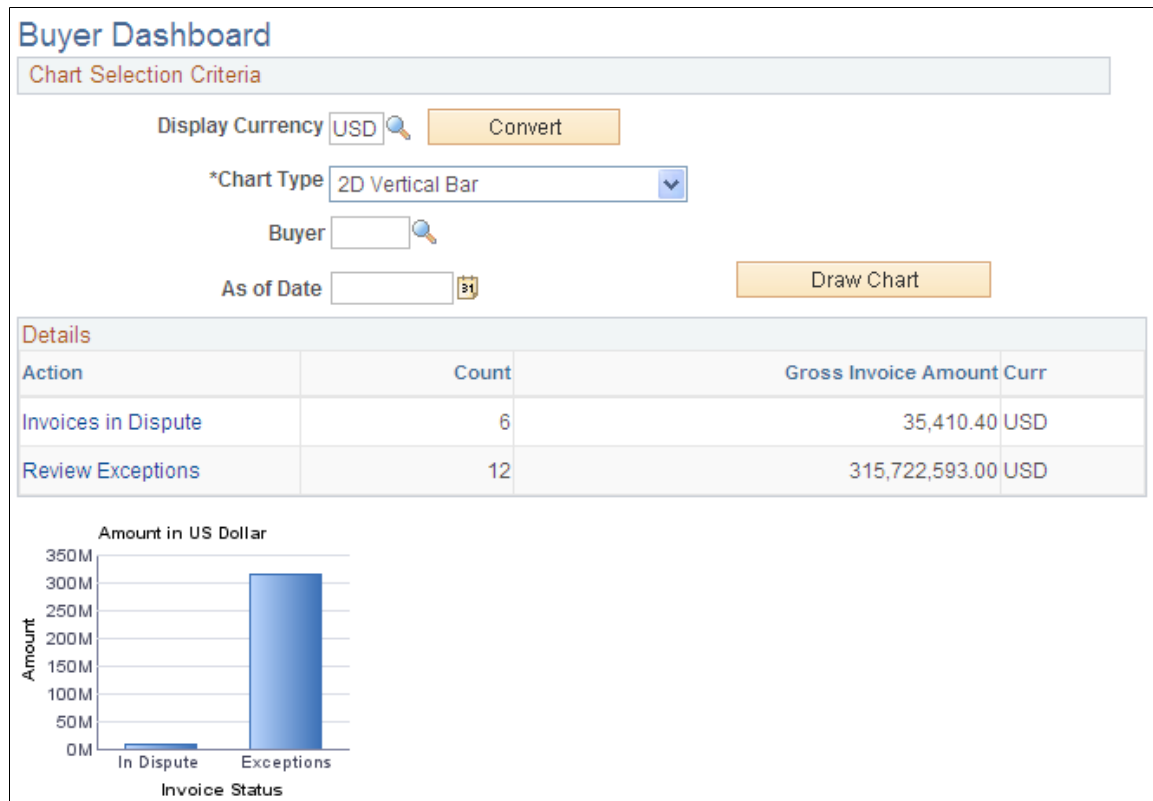 Buyer Dashboard
Chart Selection Criteria
Display Currency USD Convert
*Chart Type 2D Vertical Bar
Buyer
As of Date 31 Draw Chart
Details
Action Count Gross Invoice Amount Curr
Invoices in Dispute 6 35,410.40 USD
Review Exceptions 12 315,722,593.00 USD
Amount in US Dollar
350M
300M
250M
200M
150M
100M
50M
0M
Amount
In Dispute Exceptions
Invoice Status